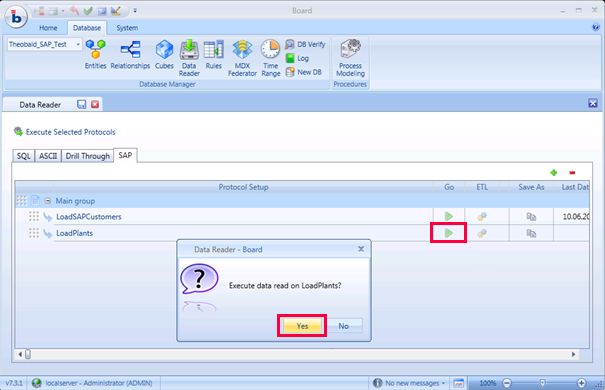 Board
Home Database System
Theobald_SAP_Test
Entities Relationships Cubes Data Reader Rules MDX Federator Time Range DB Verify Log New DB Process Modeling
Database Manager Procedures
Data Reader
Execute Selected Protocols
SQL ASCII Drill Through SAP
Protocol Setup Go ETL Save As Last Dat
Main group
LoadSAPCustomers 10.06.20
LoadPlants
Data Reader - Board
Execute data read on LoadPlants?
Yes No
v7.3.1 localserver - Administrator (ADMIN) No new messages 100%